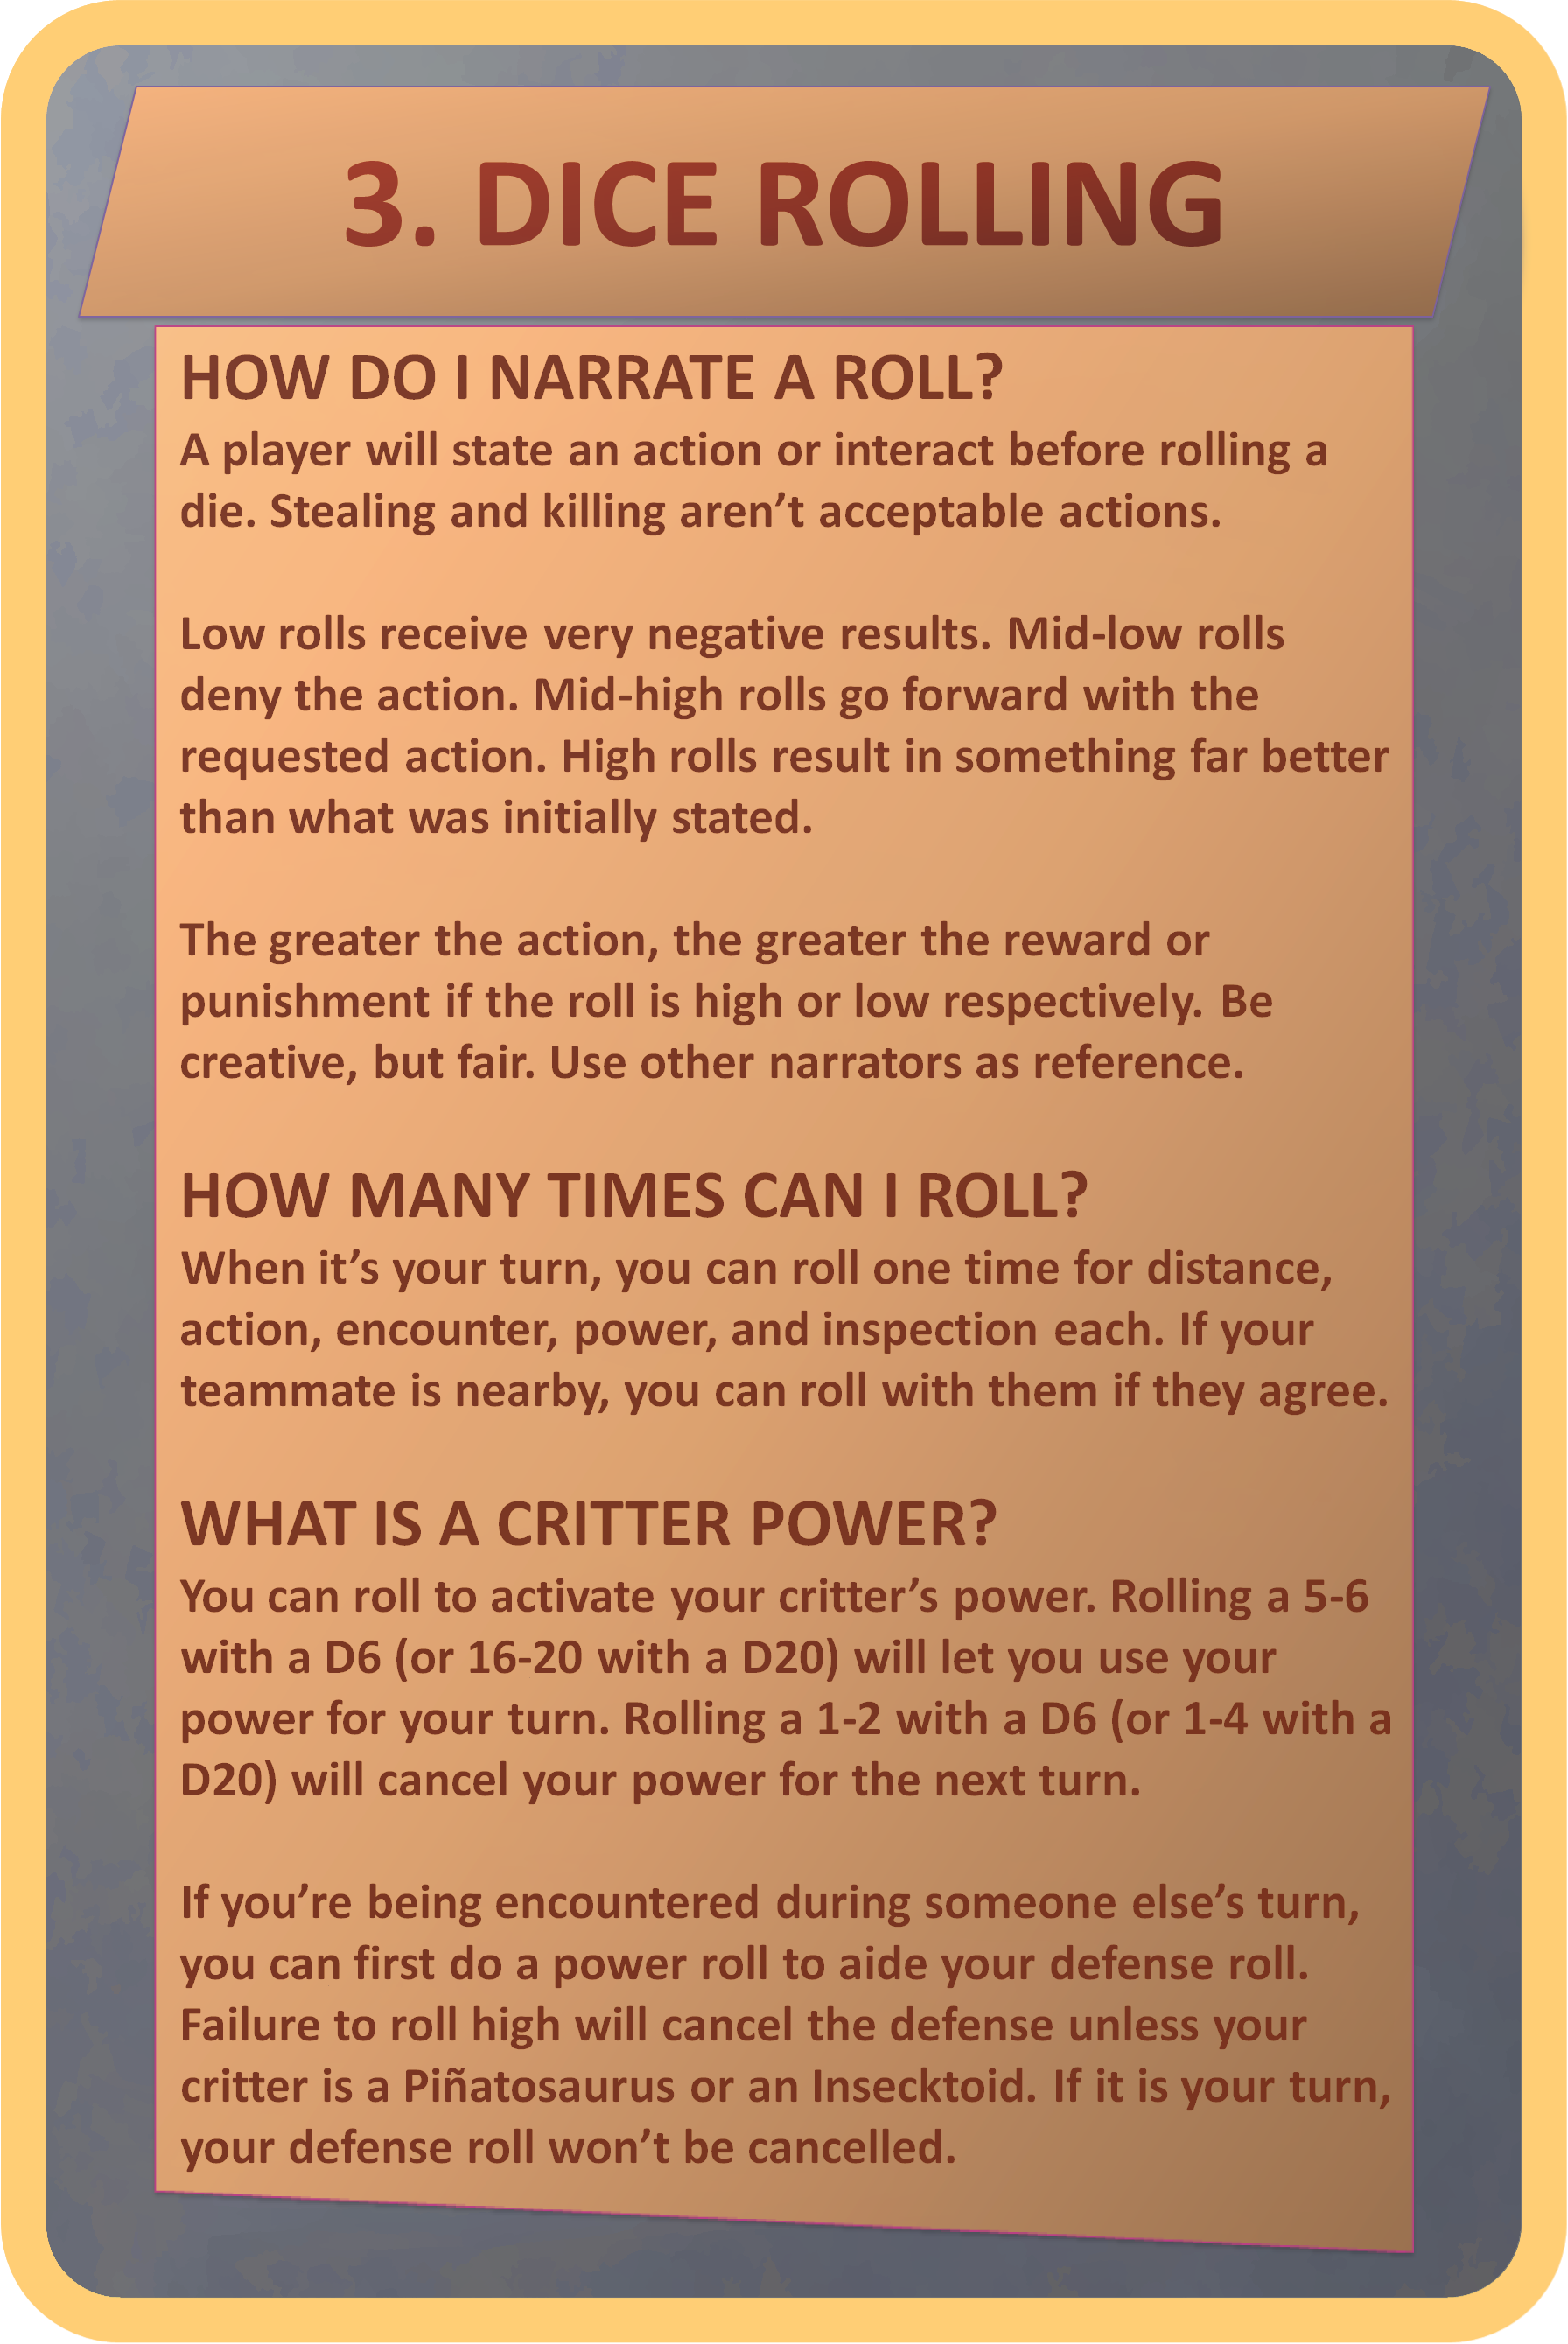 3. DICE ROLLING
HOW DO I NARRATE A ROLL?
A player will state an action or interact before rolling a
die. Stealing and killing aren’t acceptable actions.
Low rolls receive very negative results. Mid-low rolls
deny the action. Mid-high rolls go forward with the
requested action. High rolls result in something far better
than what was initially stated.
The greater the action, the greater the reward or
punishment if the roll is high or low respectively. Be
creative, but fair. Use other narrators as reference.
HOW MANY TIMES CAN I ROLL?
When it’s your turn, you can roll one time for distance,
action, encounter, power, and inspection each. If your
teammate is nearby, you can roll with them if they agree.
WHAT IS A CRITTER POWER?
You can roll to activate your critter’s power. Rolling a 5-6
with a D6 (or 16-20 with a D20) will let you use your
power for your turn. Rolling a 1-2 with a D6 (or 1-4 with a
D20) will cancel your power for the next turn.
If you’re being encountered during someone else’s turn,
you can first do a power roll to aide your defense roll.
Failure to roll high will cancel the defense unless your
critter is a Piñatosaurus or an Insecktoid. If it is your turn,
your defense roll won’t be cancelled.